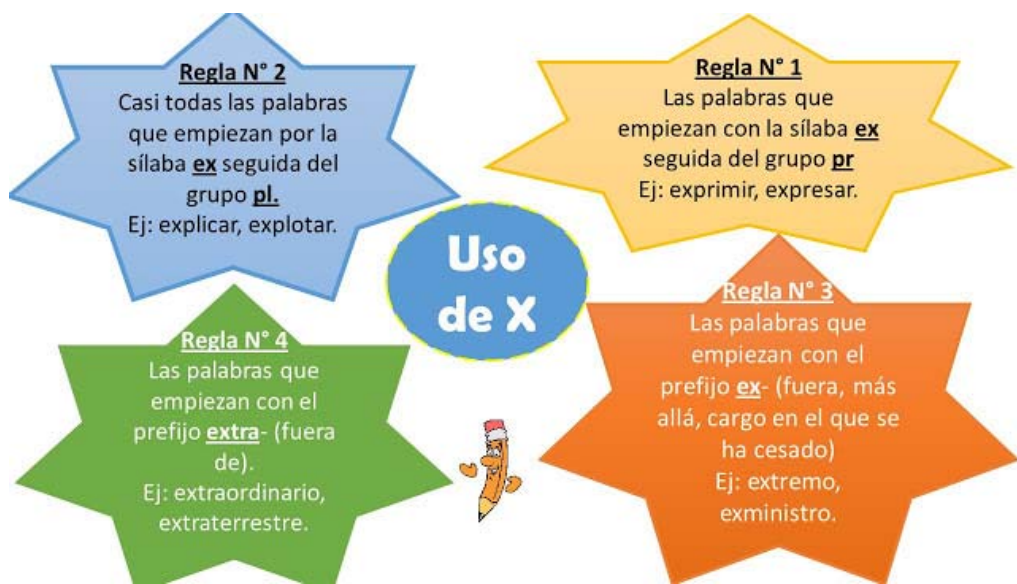 Regla N° 2
Casi todas las palabras
que empiezan por la
sílaba ex seguida del
grupo pl.
Ej: explicar, explotar.
Regla N° 1
Las palabras que
empiezan con la sílaba ex
seguida del grupo pr
Ej: exprimir, expresar.
Uso
de X
Regla N° 4
Las palabras que
empiezan con el
prefijo extra- (fuera
de).
Ej: extraordinario,
extraterrestre.
Regla N° 3
Las palabras que
empiezan con el
prefijo ex- (fuera, más
allá, cargo en el que se
ha cesado)
Ej: extremo,
exministro.